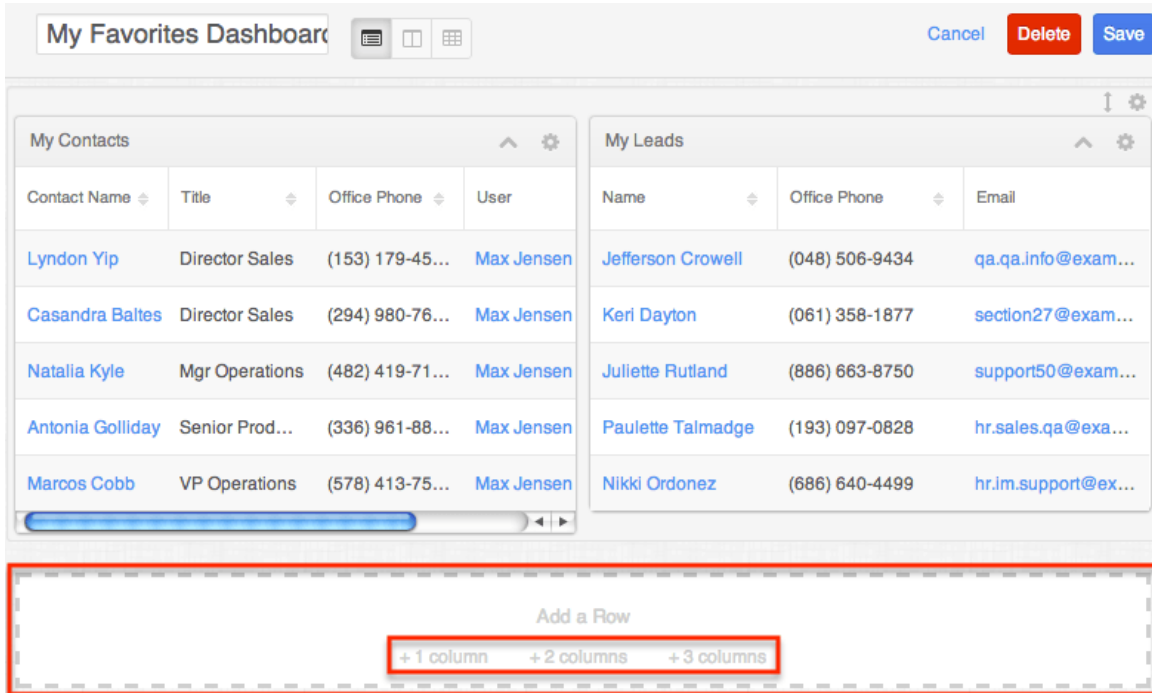 My Favorites Dashboard
Cancel
Delete
Save
My Contacts
Contact Name Title Office Phone User
Lyndon Yip Director Sales (153) 179-45... Max Jensen
Casandra Baltes Director Sales (294) 980-76... Max Jensen
Natalia Kyle Mgr Operations (482) 419-71... Max Jensen
Antonia Golliday Senior Prod... (336) 961-88... Max Jensen
Marcos Cobb VP Operations (578) 413-75... Max Jensen
My Leads
Name Office Phone Email
Jefferson Crowell (048) 506-9434 qa.qa.info@exam...
Keri Dayton (061) 358-1877 section27@exam...
Juliette Rutland (886) 663-8750 support50@exam...
Paulette Talmadge (193) 097-0828 hr.sales.qa@exa...
Nikki Ordonez (686) 640-4499 hr.im.support@ex...
Add a Row
+ 1 column + 2 columns + 3 columns